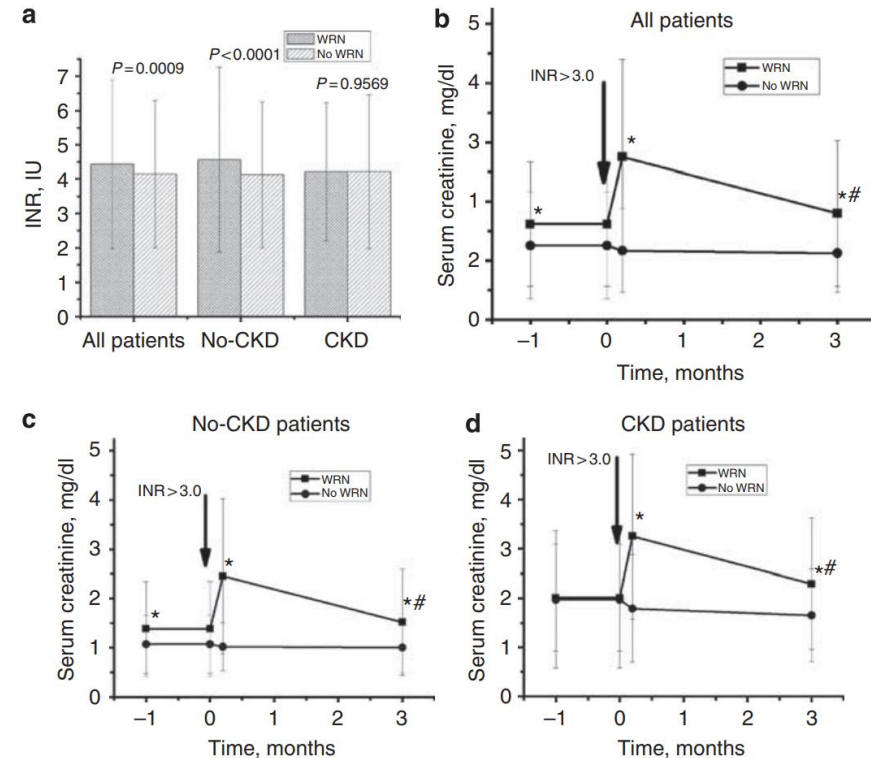 a
WRN
No WRN
P=0.0009
P<0.0001
P=0.9569
INR, IU
7
6
5
4
3
2
1
0
All patients
No-CKD
CKD
b
All patients
INR>3.0
WRN
No WRN
*
*
*#
Serum creatinine, mg/dl
5
4
3
1
2
0
–1
0
1
2
3
Time, months
c
No-CKD patients
INR>3.0
WRN
No WRN
*
*
*#
Serum creatinine, mg/dl
5
4
3
2
1
0
–1
0
1
2
3
Time, months
d
CKD patients
INR>3.0
WRN
No WRN
*
*#
Serum creatinine, mg/dl
5
4
3
2
1
0
–1
0
1
2
3
Time, months